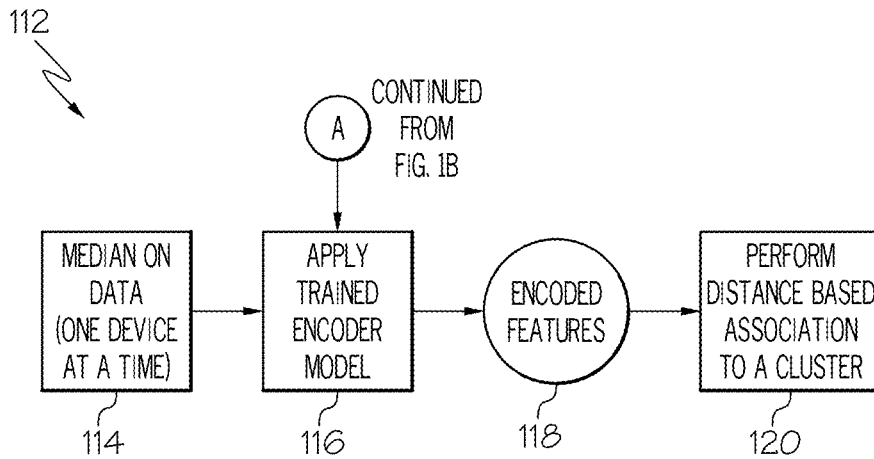 112
A
CONTINUED
FROM
FIG. 1B
MEDIAN ON
DATA
(ONE DEVICE
AT A TIME)
APPLY
TRAINED
ENCODER
MODEL
ENCODED
FEATURES
PERFORM
DISTANCE BASED
ASSOCIATION
TO A CLUSTER
114
116
118
120